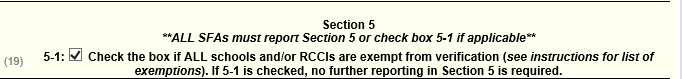 Section 5
**ALL SFAs must report Section 5 or check box 5-1 if applicable**
(19) 5-1: Check the box if ALL schools and/or RCCIs are exempt from verification (see instructions for list of
exemptions). If 5-1 is checked, no further reporting in Section 5 is required.